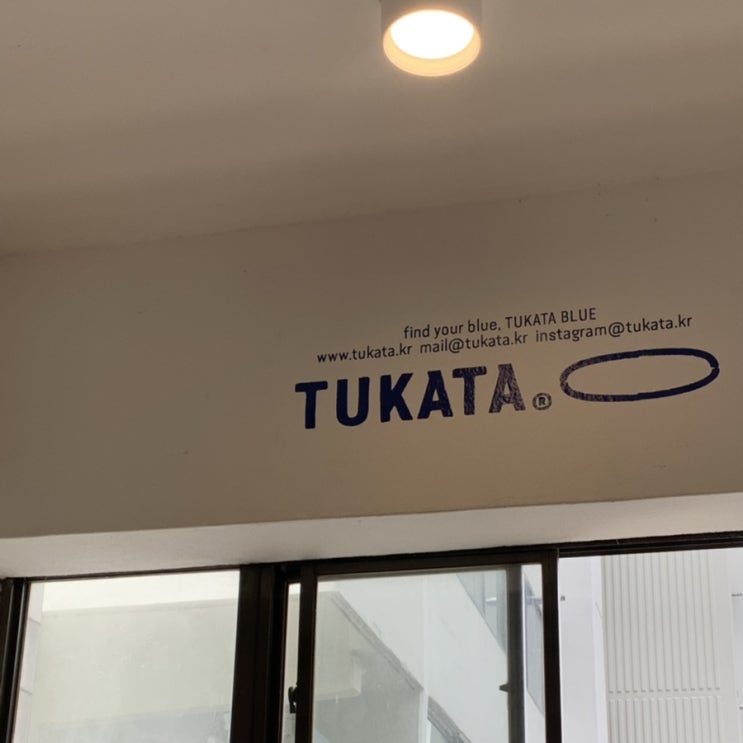 find your blue, TUKATA BLUE
www.tukata.kr mail@tukata.kr instagram@tukata.kr
TUKATA®